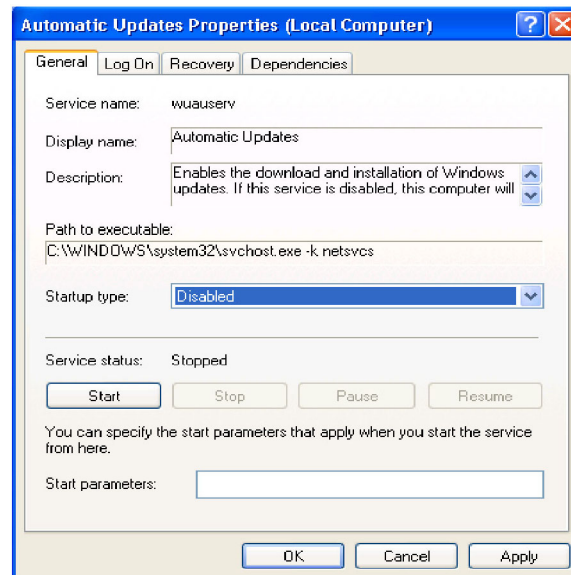 Automatic Updates Properties (Local Computer)
General Log On Recovery Dependencies
Service name: wuauserv
Display name: Automatic Updates
Description: Enables the download and installation of Windows
updates. If this service is disabled, this computer will
Path to executable:
C:\WINDOWS\system32\svchost.exe -k netsvcs
Startup type: Disabled
Service status: Stopped
Start Stop Pause Resume
You can specify the start parameters that apply when you start the service
from here.
Start parameters:
OK Cancel Apply